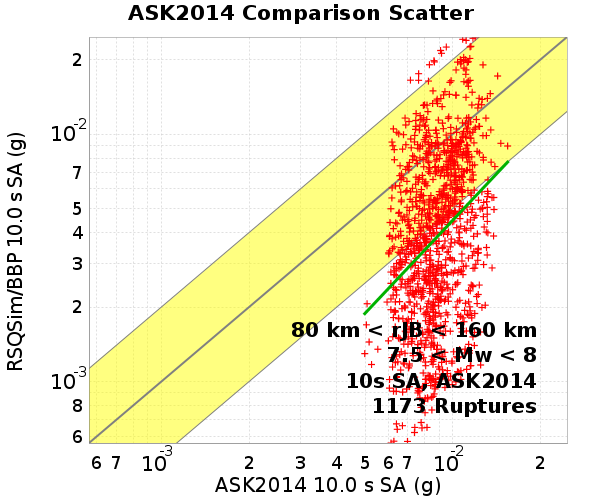 ASK2014 Comparison Scatter
RSQSim/BBP 10.0 s SA (g)
2
10-2
7
5
4
3
2
10-3
8
6
80 km < rJB < 160 km
7.5 < Mw < 8
10s SA, ASK2014
1173 Ruptures
6 7 10-3 2 3 4 5 6 7 10-2 2
ASK2014 10.0 s SA (g)